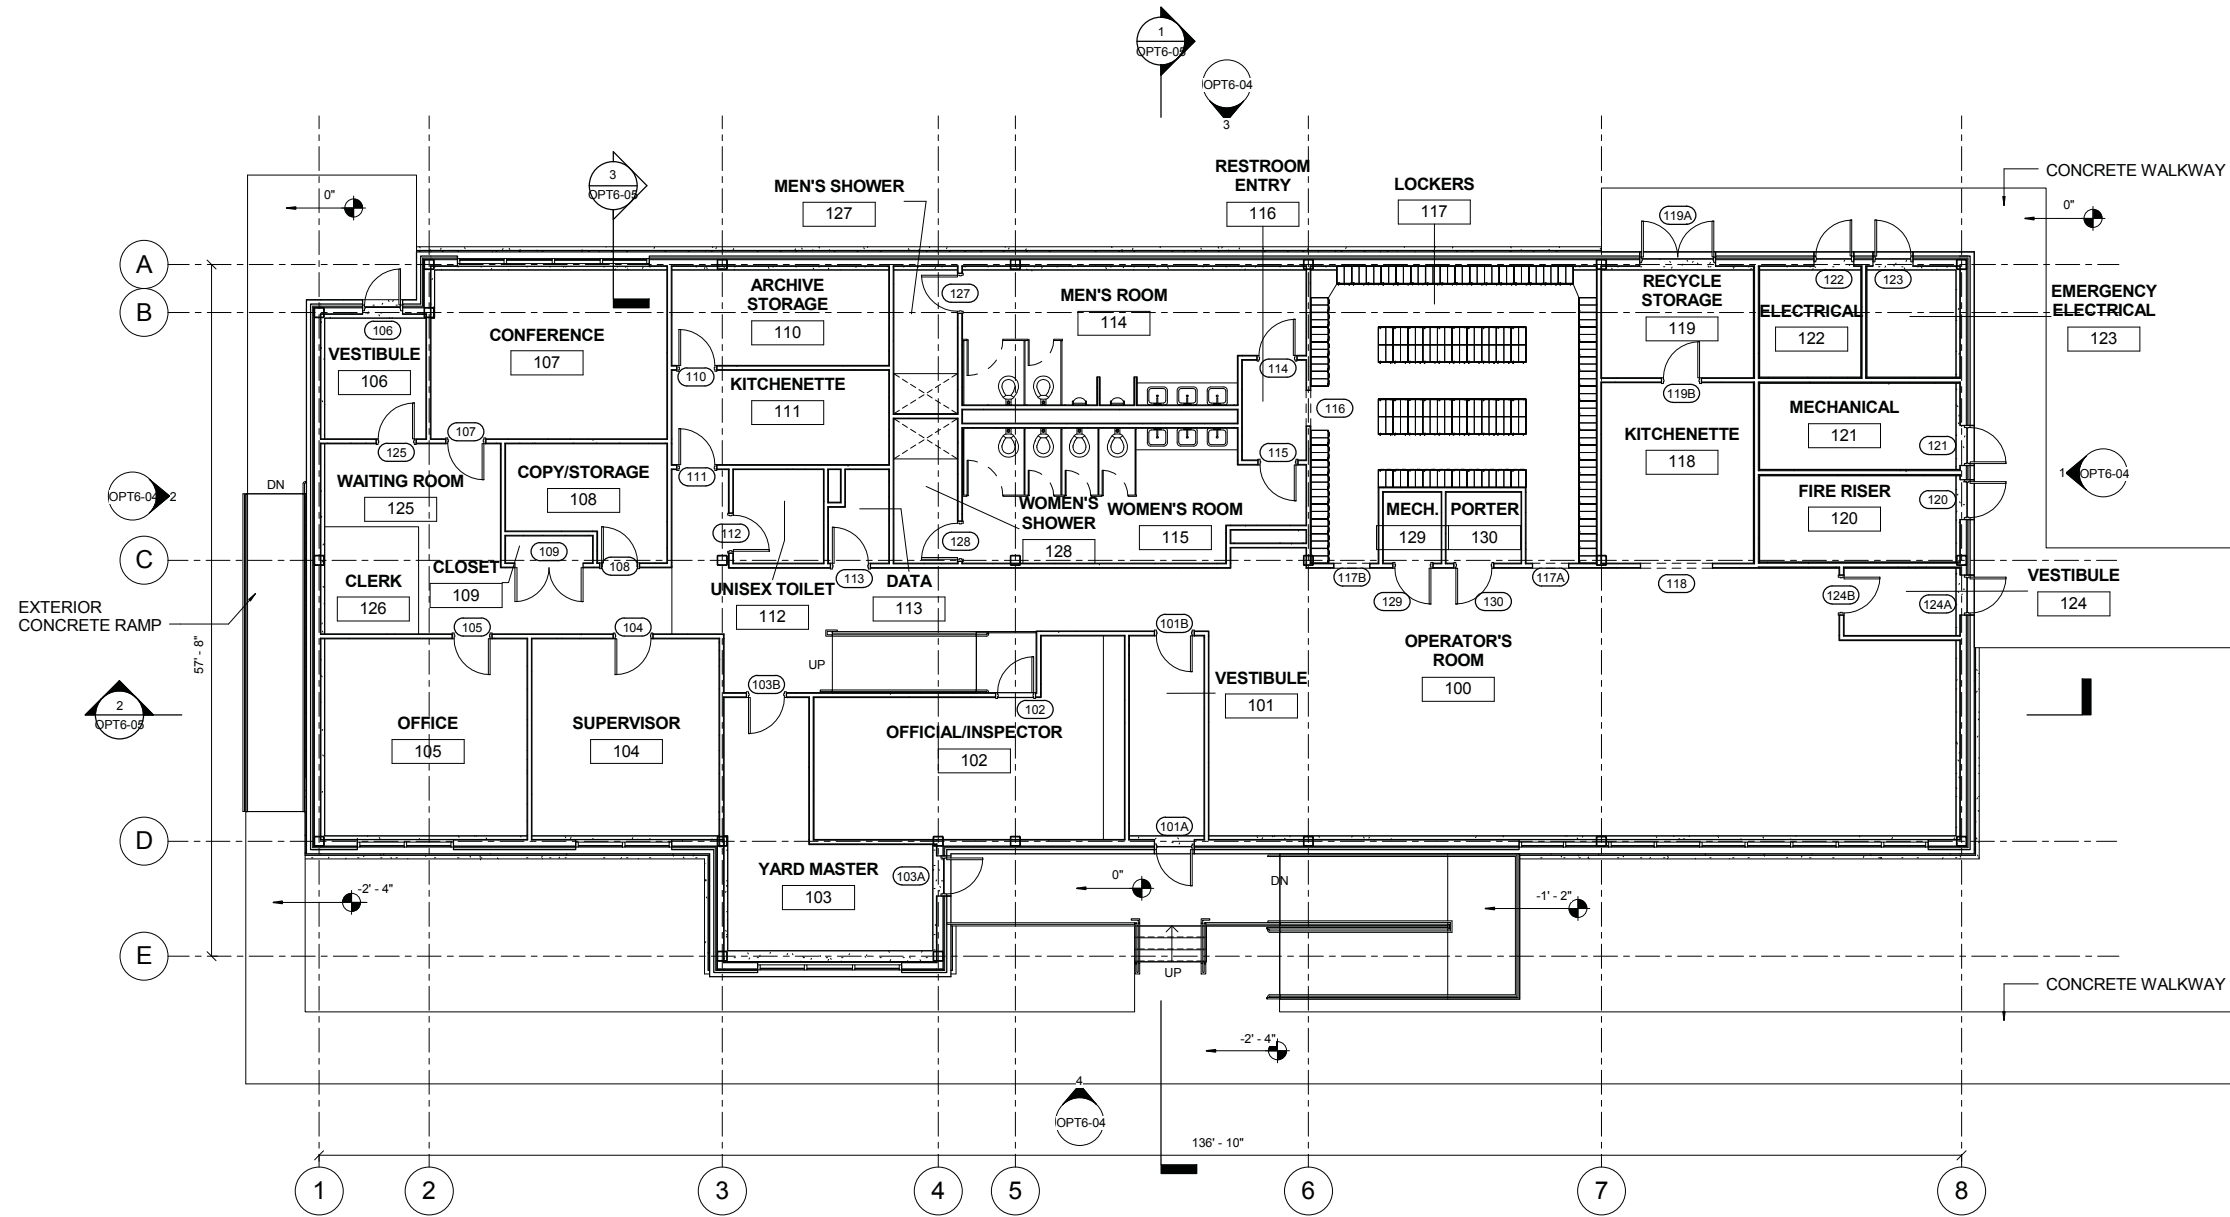 1
OPT6-05
OPT6-04
3
3
OPT6-05
MEN'S SHOWER
127
RESTROOM
ENTRY
116
LOCKERS
117
CONCRETE WALKWAY
0"
0"
119A
A
B
106
VESTIBULE
106
CONFERENCE
107
ARCHIVE
STORAGE
110
110
KITCHENETTE
111
127
MEN'S ROOM
114
114
116
RECYCLE
STORAGE
119
119B
122
ELECTRICAL
122
123
EMERGENCY
ELECTRICAL
123
MECHANICAL
121
121
KITCHENETTE
118
107
125
WAITING ROOM
125
COPY/STORAGE
108
111
115
WOMEN'S
SHOWER
128
WOMEN'S ROOM
115
MECH.
129
PORTER
130
FIRE RISER
120
120
1
OPT6-04
OPT6-04
2
DN
C
109
108
112
113
128
117B
117A
118
129
130
124B
124A
VESTIBULE
124
CLERK
126
CLOSET
109
UNISEX TOILET
112
DATA
113
EXTERIOR
CONCRETE RAMP
57' - 8"
105
104
UP
101B
OPERATOR'S
ROOM
100
103B
102
VESTIBULE
101
2
OPT6-05
OFFICE
105
SUPERVISOR
104
OFFICIAL/INSPECTOR
102
D
101A
YARD MASTER
103
103A
0"
DN
-2' - 4"
-1' - 2"
E
UP
CONCRETE WALKWAY
-2' - 4"
4
OPT6-04
136' - 10"
1
2
3
4
5
6
7
8